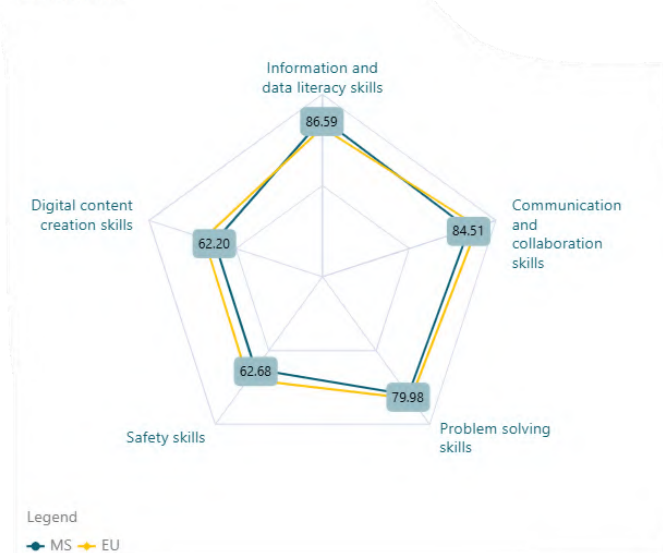 Information and
data literacy skills
86.59
Digital content
creation skills
Communication
and
collaboration
skills
62.20
84.51
62.68
79.98
Safety skills
Problem solving
skills
Legend
MS EU